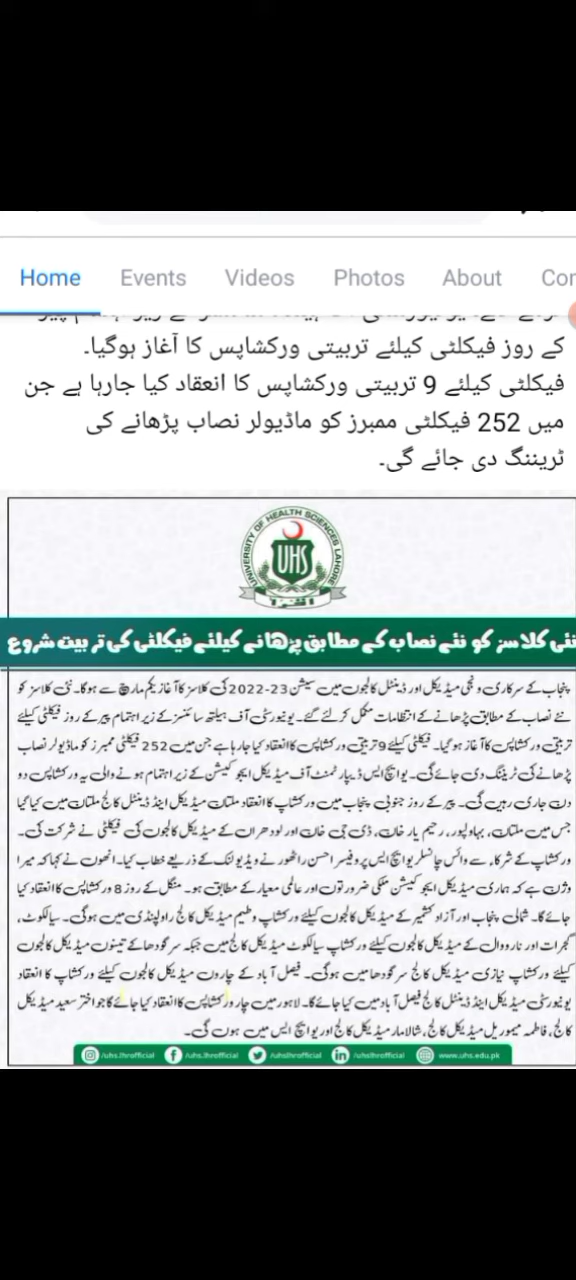 Home Events Videos Photos About
کے روز فیکلٹی کیلئے تربیتی ورکشاپس کا آغاز ہوگیا۔
فیکلٹی کیلئے 9 تربیتی ورکشاپس کا انعقاد کیا جارہا ہے جن
میں 252 فیکلٹی ممبرز کو ماڈیولر نصاب پڑھانے کی
ٹریننگ دی جائے گی۔
UNIVERSITY OF HEALTH SCIENCES LAHORE
UHS
نئی کلاسز کو نئے نصاب کے مطابق پڑھانے کیلئے فیکلٹی کی تربیت شروع
پنجاب کے سرکاری و نجی میڈیکل اور ڈینٹل کالجوں میں سیشن 23-2022 کی کلاسز کا آغاز یکم مارچ سے ہوگا۔ نئی کلاسز کو
نئے نصاب کے مطابق پڑھانے کے انتظامات مکمل کر لئے گئے۔ یونیورسٹی آف ہیلتھ سائنسز کے زیر اہتمام پیر کے روز فیکلٹی کیلئے
تربیتی ورکشاپس کا آغاز ہوگیا۔ فیکلٹی کیلئے 9 تربیتی ورکشاپس کا انعقاد کیا جارہا ہے جن میں 252 فیکلٹی ممبرز کو ماڈیولر نصاب
پڑھانے کی ٹریننگ دی جائے گی۔ یو ایچ ایس ڈیپارٹمنٹ آف میڈیکل ایجوکیشن کے زیر اہتمام ہونے والی یہ ورکشاپس دو
دن جاری رہیں گی۔ پیر کے روز جنوبی پنجاب میں ورکشاپ کا انعقاد ملتان میڈیکل اینڈ ڈینٹل کالج ملتان میں کیا گیا
جس میں ملتان، بہاولپور، رحیم یار خان، ڈی جی خان اور لودھراں کے میڈیکل کالجوں کی فیکلٹی نے شرکت کی۔
ورکشاپ کے شرکاء سے وائس چانسلر یو ایچ ایس پروفیسر احسن راٹھور نے ویڈیو لنک کے ذریعے خطاب کیا۔ انھوں نے کہا کہ میرا
وژن ہے کہ ہماری میڈیکل ایجوکیشن ملکی ضرورتوں اور عالمی معیار کے مطابق ہو۔ منگل کے روز 8 ورکشاپس کا انعقاد کیا
جائے گا۔ شمالی پنجاب اور آزاد کشمیر کے میڈیکل کالجوں کیلئے ورکشاپ وطیم میڈیکل کالج راولپنڈی میں ہوگی۔ سیالکوٹ،
گجرات اور نارووال کے میڈیکل کالجوں کیلئے ورکشاپ سیالکوٹ میڈیکل کالج میں جبکہ سرگودھا کے تینوں میڈیکل کالجوں
کیلئے ورکشاپ نیازی میڈیکل کالج سرگودھا میں ہوگی۔ فیصل آباد کے چاروں میڈیکل کالجوں کیلئے ورکشاپ کا انعقاد
یونیورسٹی میڈیکل اینڈ ڈینٹل کالج فیصل آباد میں کیا جائے گا۔ لاہور میں چار ورکشاپس کا انعقاد کیا جائے گا جو اختر سعید میڈیکل
کالج، فاطمہ میموریل میڈیکل کالج، شالامار میڈیکل کالج اور یو ایچ ایس میں ہوں گی۔
/uhs.lhrofficial /uhs.lhrofficial /uhslhrofficial /uhslhrofficial www.uhs.edu.pk